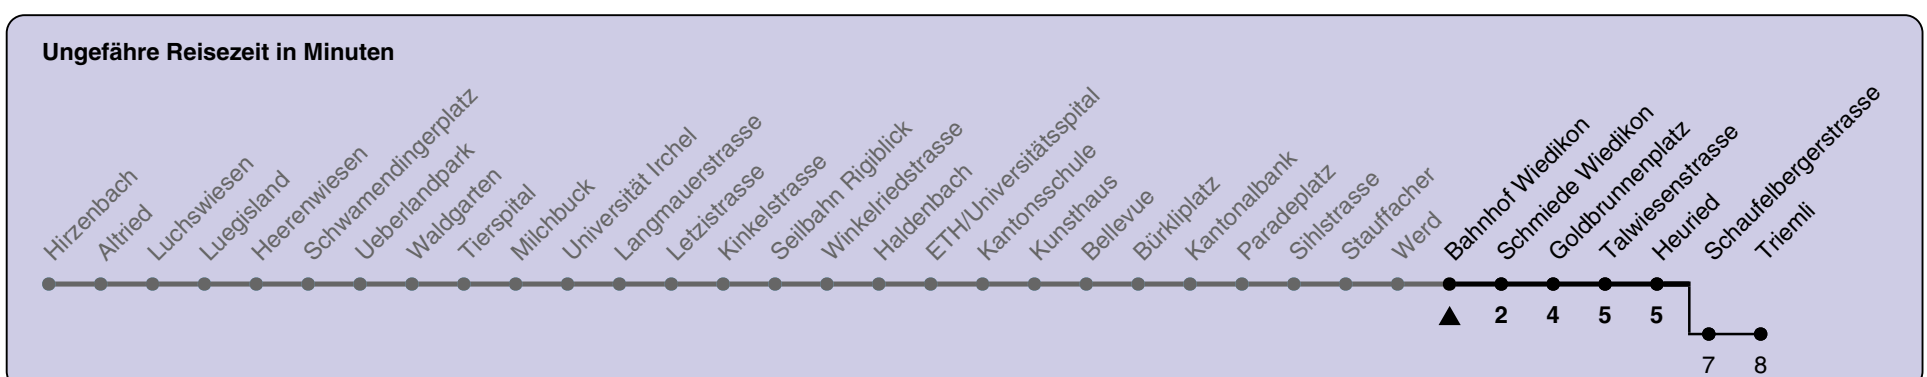 Ungefähre Reisezeit in Minuten
Hirzenbach
Altried
Luchswiesen
Luegisland
Heerenwiesen
Schwamendingerplatz
Ueberlandpark
Waldgarten
Tierspital
Milchbuck
Universität Irchel
Langmauerstrasse
Letzistrasse
Kinkelstrasse
Seilbahn Rigiblick
Winkelriedstrasse
Haldenbach
ETH/Universitätsspital
Kantonsschule
Kunsthaus
Bellevue
Bürkliplatz
Kantonalbank
Paradeplatz
Sihlstrasse
Stauffacher
Werd
Bahnhof Wiedikon
Schmiede Wiedikon
Goldbrunnenplatz
Talwiesenstrasse
Heuried
Schaufelbergerstrasse
Triemli
2 4 5 5
7 8